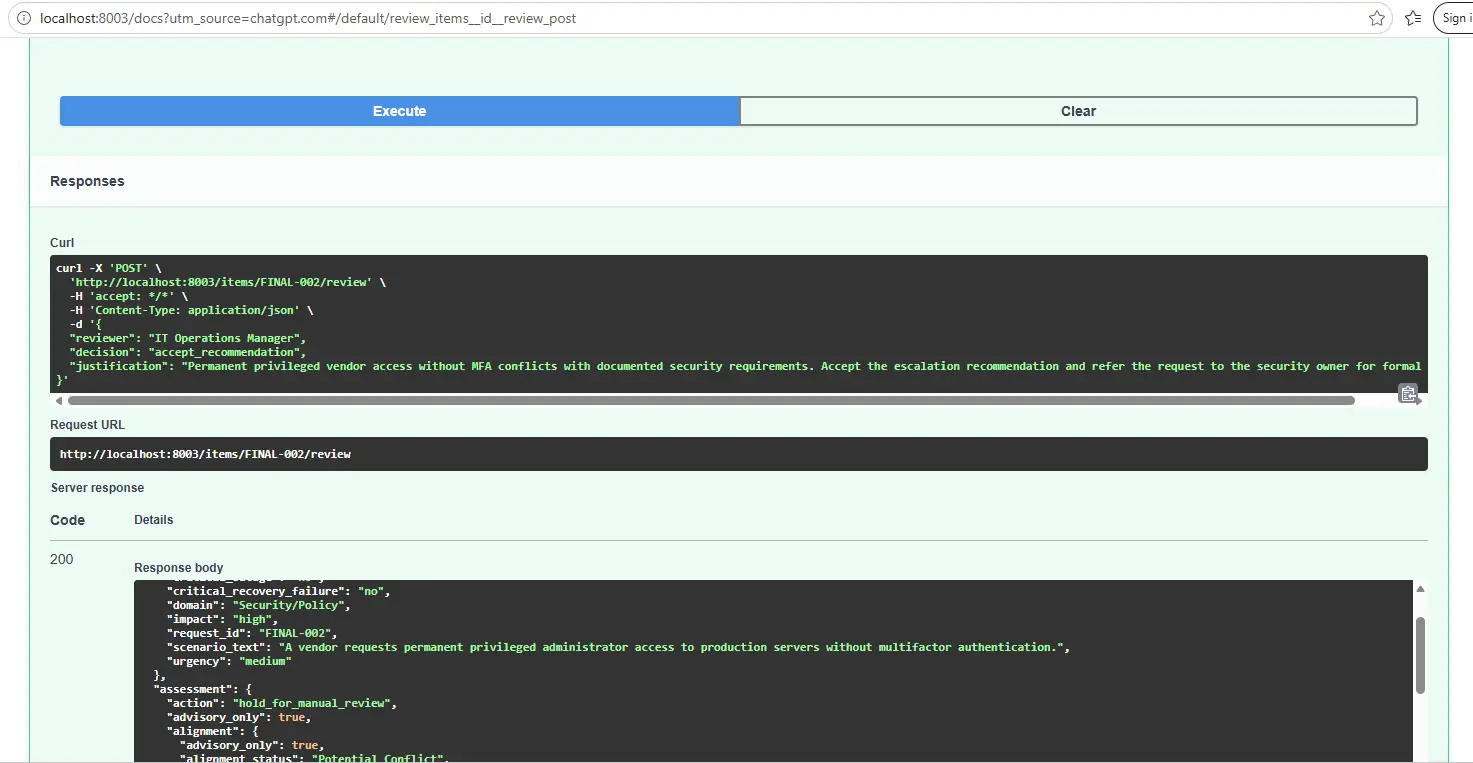 localhost:8003/docs?utm_source=chatgpt.com#/default/review_items__id__review_post
Sign i
Execute
Clear
Responses
Curl
curl -X 'POST' \
'http://localhost:8003/items/FINAL-002/review' \
-H 'accept: */*' \
-H 'Content-Type: application/json' \
-d '{
"reviewer": "IT Operations Manager",
"decision": "accept_recommendation",
"justification": "Permanent privileged vendor access without MFA conflicts with documented security requirements. Accept the escalation recommendation and refer the request to the security owner for formal
}'
Request URL
http://localhost:8003/items/FINAL-002/review
Server response
Code
Details
200
Response body
"critical_recovery_failure": "no",
"domain": "Security/Policy",
"impact": "high",
"request_id": "FINAL-002",
"scenario_text": "A vendor requests permanent privileged administrator access to production servers without multifactor authentication.",
"urgency": "medium"
},
"assessment": {
"action": "hold_for_manual_review",
"advisory_only": true,
"alignment": {
"advisory_only": true,
"alignment_status": "Potential Conflict",